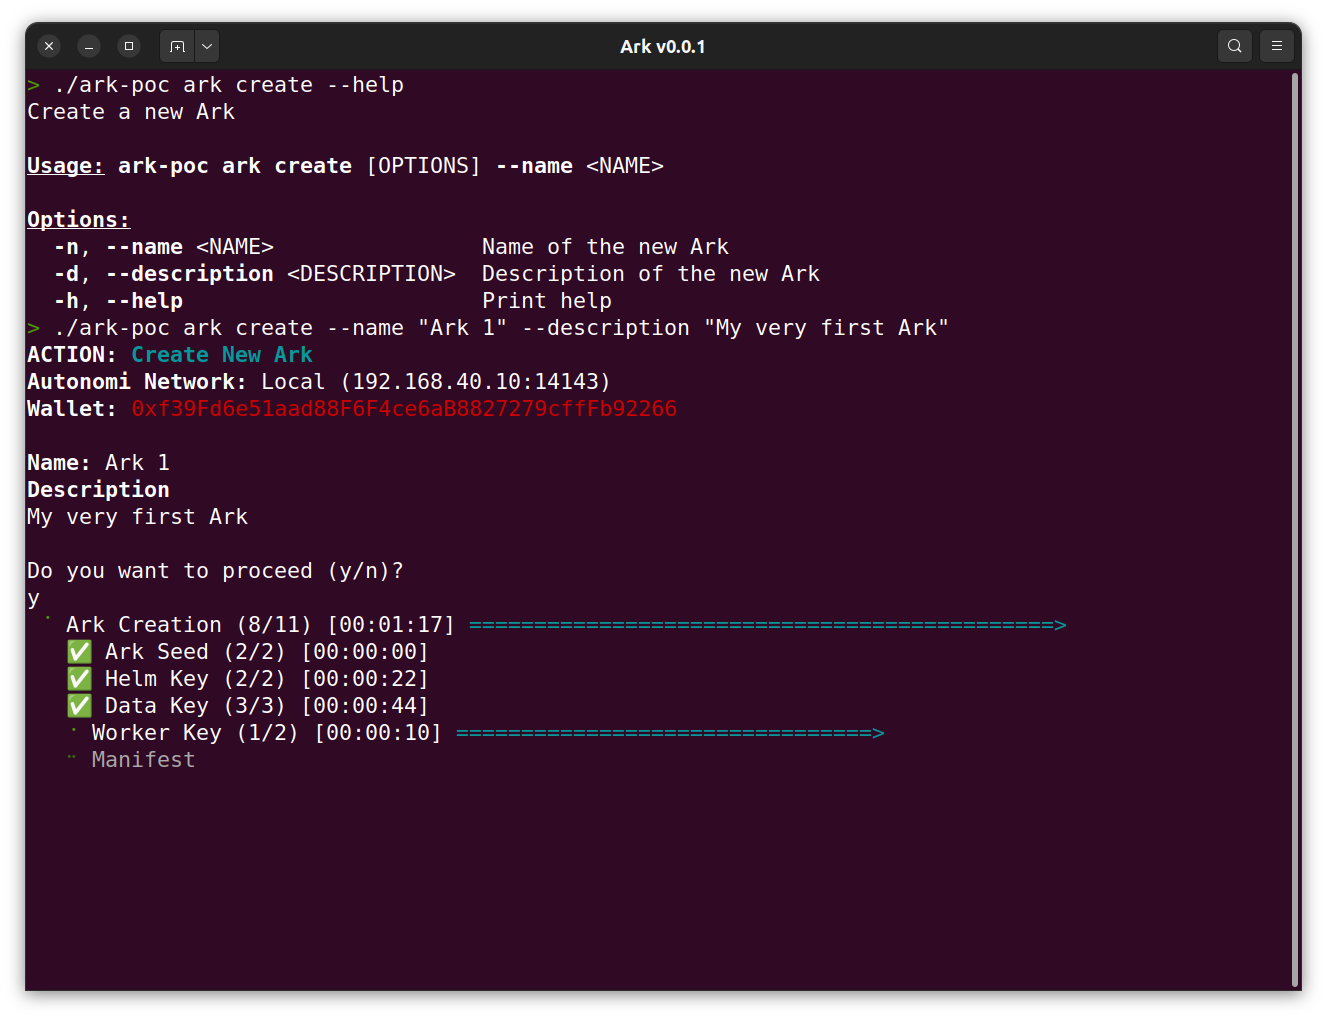 Ark v0.0.1
> ./ark-poc ark create --help
Create a new Ark
Usage: ark-poc ark create [OPTIONS] --name <NAME>
Options:
-n, --name <NAME> Name of the new Ark
-d, --description <DESCRIPTION> Description of the new Ark
-h, --help Print help
> ./ark-poc ark create --name "Ark 1" --description "My very first Ark"
ACTION: Create New Ark
Autonomi Network: Local (192.168.40.10:14143)
Wallet: 0xf39Fd6e51aad88F6F4ce6aB8827279cffFb92266
Name: Ark 1
Description
My very first Ark
Do you want to proceed (y/n)?
y
Ark Creation (8/11) [00:01:17] =============================================>
✅ Ark Seed (2/2) [00:00:00]
✅ Helm Key (2/2) [00:00:22]
✅ Data Key (3/3) [00:00:44]
Worker Key (1/2) [00:00:10] ================================>
Manifest